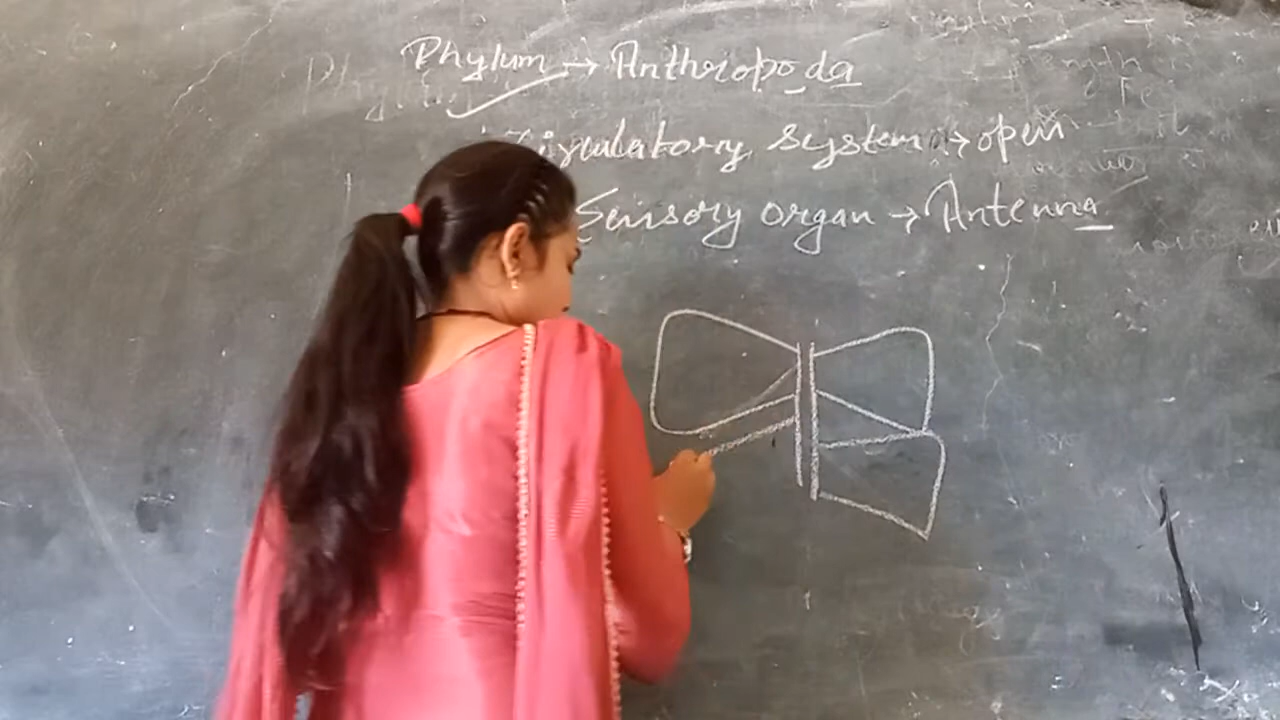 Phylum → Anthropoda
Circulatory system → open
Sensory organ → Antenna